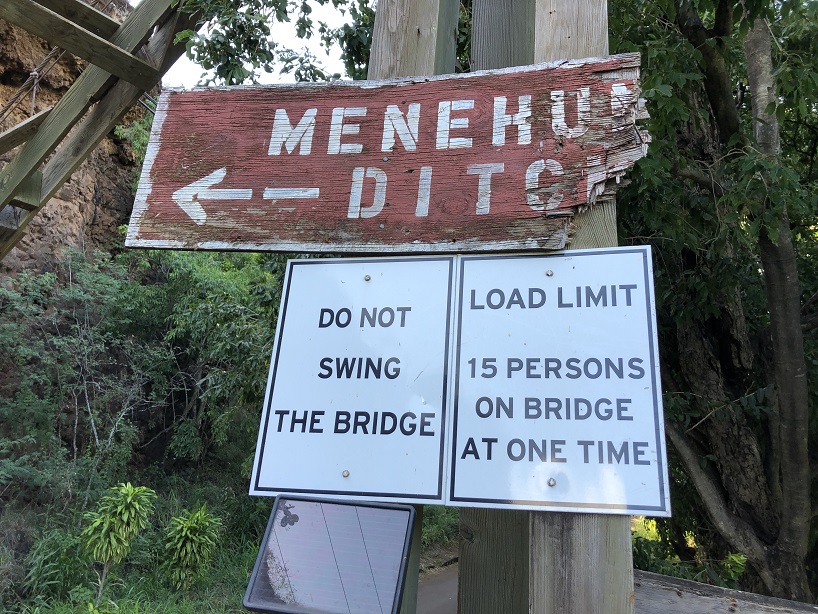 MENEHU
DITC
DO NOT
SWING
THE BRIDGE
LOAD LIMIT
15 PERSONS
ON BRIDGE
AT ONE TIME